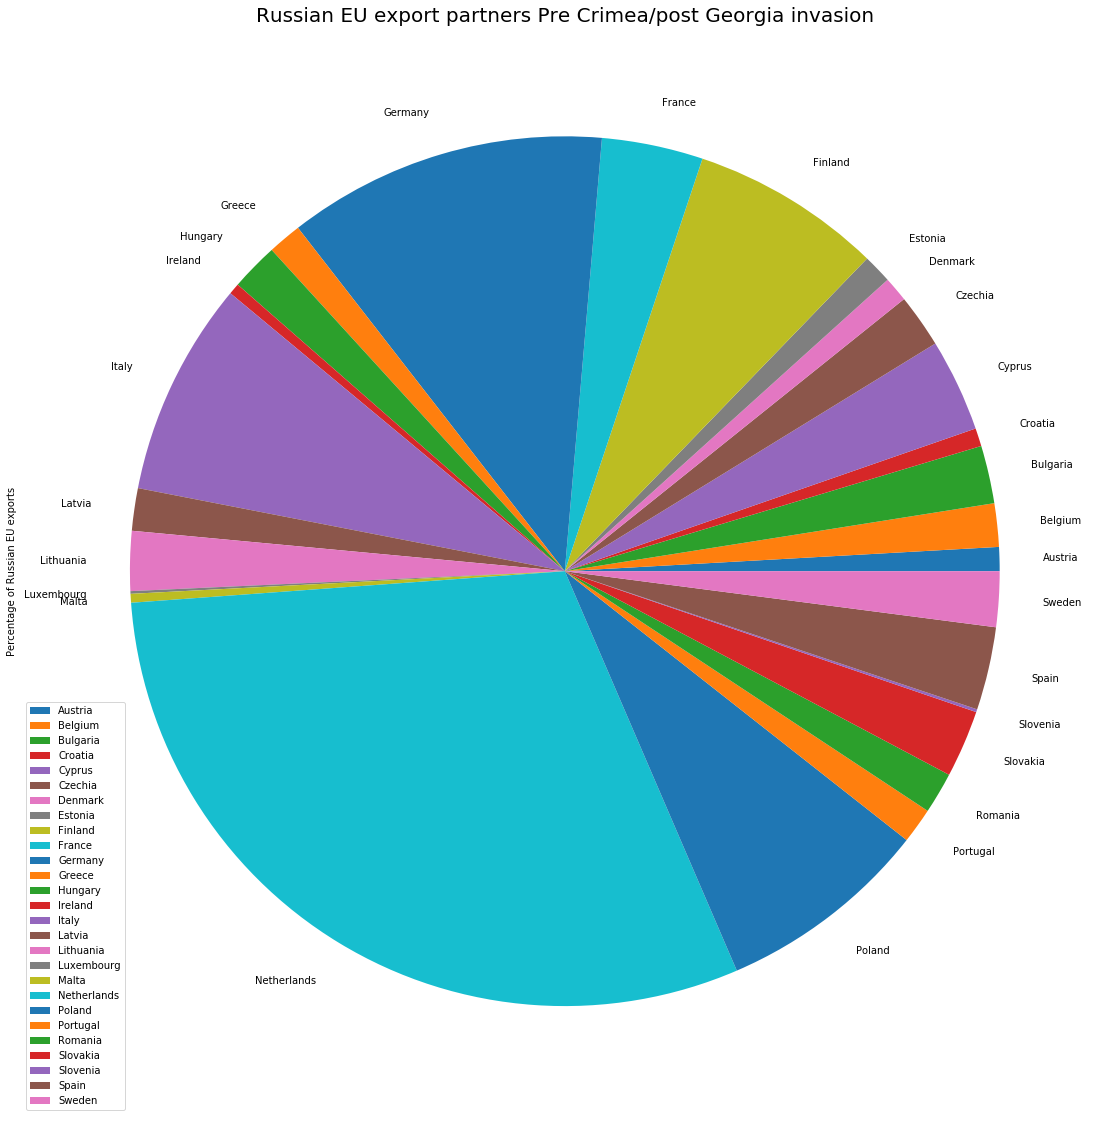 Russian EU export partners Pre Crimea/post Georgia invasion
France
Germany
Finland
Greece
Hungary
Estonia
Ireland
Denmark
Czechia
Italy
Cyprus
Croatia
Bulgaria
Latvia
Belgium
Lithuania
Austria
Luxembourg
Malta
Sweden
Percentage of Russian EU exports
Spain
Slovenia
Slovakia
Romania
Portugal
Poland
Netherlands
Austria
Belgium
Bulgaria
Croatia
Cyprus
Czechia
Denmark
Estonia
Finland
France
Germany
Greece
Hungary
Ireland
Italy
Latvia
Lithuania
Luxembourg
Malta
Netherlands
Poland
Portugal
Romania
Slovakia
Slovenia
Spain
Sweden